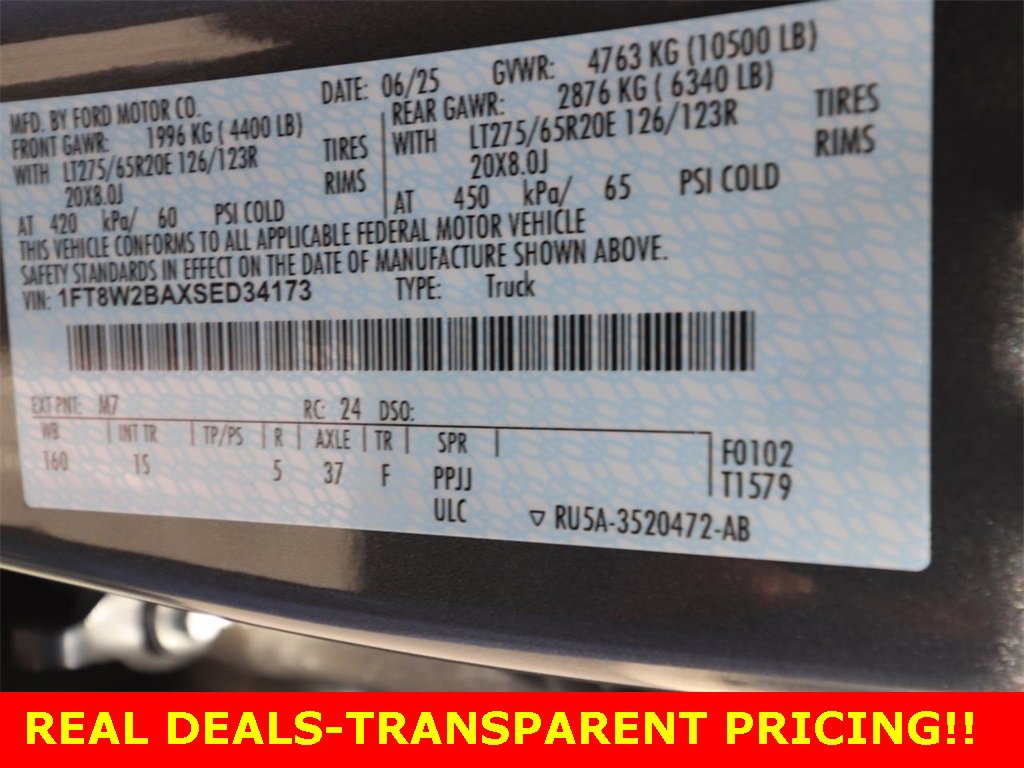 MFD. BY FORD MOTOR CO. DATE: 06/25 GVWR: 4763 KG (10500 LB)
FRONT GAWR: 1996 KG ( 4400 LB) REAR GAWR: 2876 KG ( 6340 LB)
WITH LT275/65R20E 126/123R TIRES WITH LT275/65R20E 126/123R TIRES
20X8.0J RIMS 20X8.0J RIMS
AT 420 kPa/ 60 PSI COLD AT 450 kPa/ 65 PSI COLD
THIS VEHICLE CONFORMS TO ALL APPLICABLE FEDERAL MOTOR VEHICLE
SAFETY STANDARDS IN EFFECT ON THE DATE OF MANUFACTURE SHOWN ABOVE.
VIN: 1FT8W2BAXSED34173 TYPE: Truck
EXT PNT: M7 RC: 24 DSO:
WB INT TR TP/PS R AXLE TR SPR F0102
160 1S 5 37 F PPJJ T1579
ULC ▽ RU5A-3520472-AB
REAL DEALS-TRANSPARENT PRICING!!